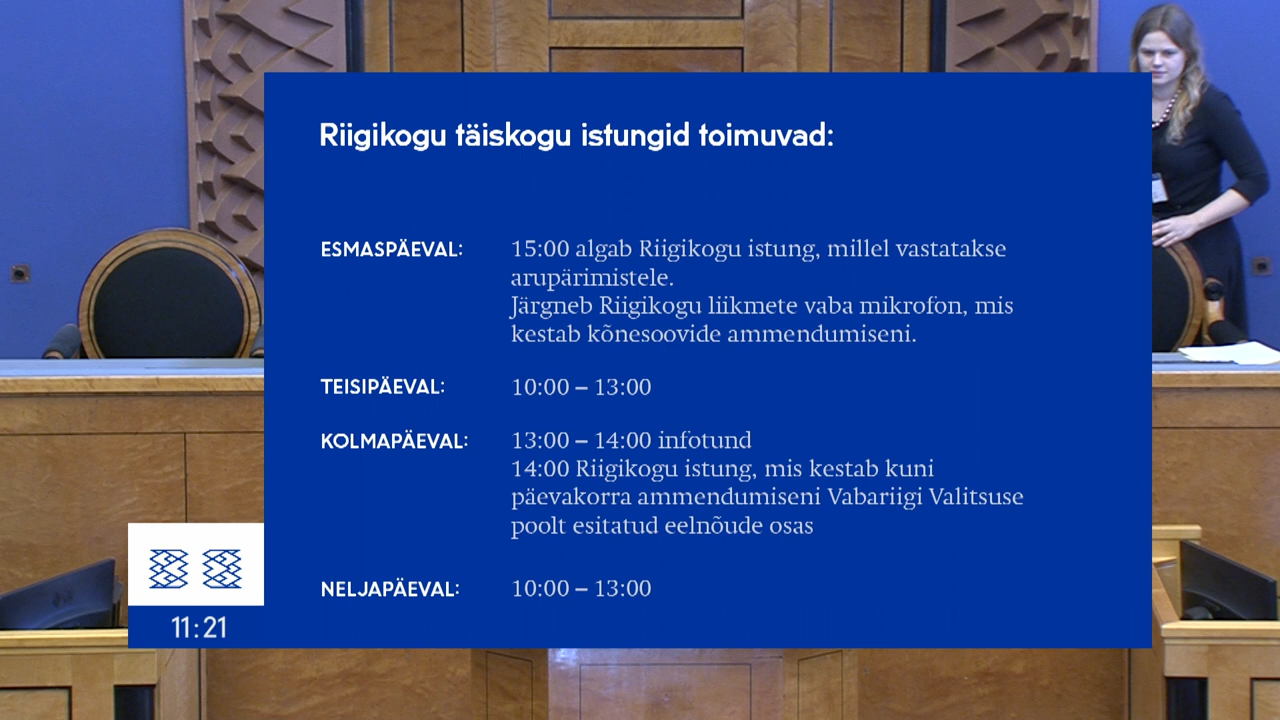 Riigikogu täiskogu istungid toimuvad:
ESMASPÄEVAL: 15:00 algab Riigikogu istung, millel vastatakse
arupärimistele.
Järgneb Riigikogu liikmete vaba mikrofon, mis
kestab kõnesoovide ammendumiseni.
TEISIPÄEVAL: 10:00 – 13:00
KOLMAPÄEVAL: 13:00 – 14:00 infotund
14:00 Riigikogu istung, mis kestab kuni
päevakorra ammendumiseni Vabariigi Valitsuse
poolt esitatud eelnõude osas
NELJAPÄEVAL: 10:00 – 13:00
11:21